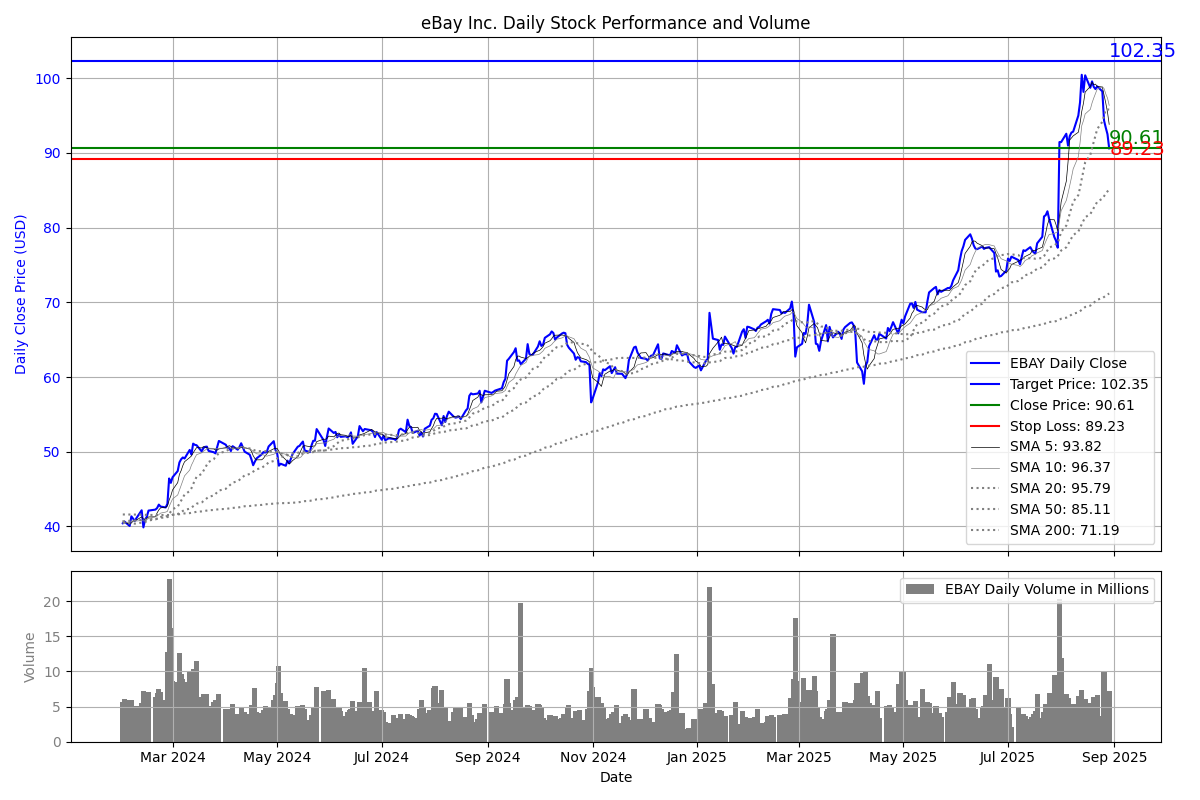 eBay Inc. Daily Stock Performance and Volume
102.35
100
90.61
89.23
90
80
Daily Close Price (USD)
70
60
50
40
EBAY Daily Close
Target Price: 102.35
Close Price: 90.61
Stop Loss: 89.23
SMA 5: 93.82
SMA 10: 96.37
SMA 20: 95.79
SMA 50: 85.11
SMA 200: 71.19
EBAY Daily Volume in Millions
20
15
Volume
10
5
0
Mar 2024 May 2024 Jul 2024 Sep 2024 Nov 2024 Jan 2025 Mar 2025 May 2025 Jul 2025 Sep 2025
Date